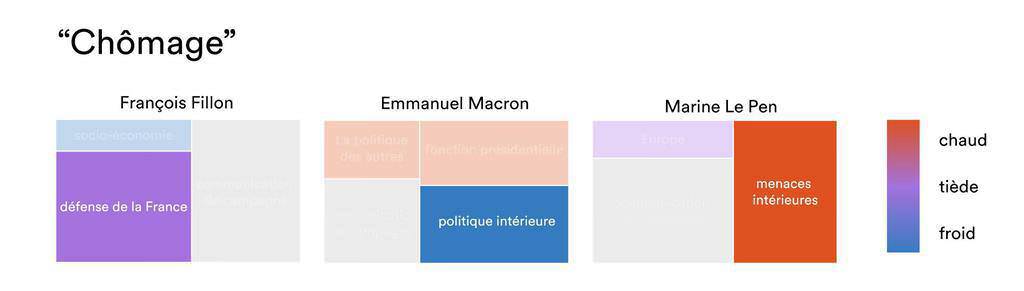 “Chômage”
François Fillon
Emmanuel Macron
Marine Le Pen
socio-économie
défense de la France
La politique
des autres
fonction présidentielle
politique intérieure
Europe
menaces
intérieures
chaud
tiède
froid